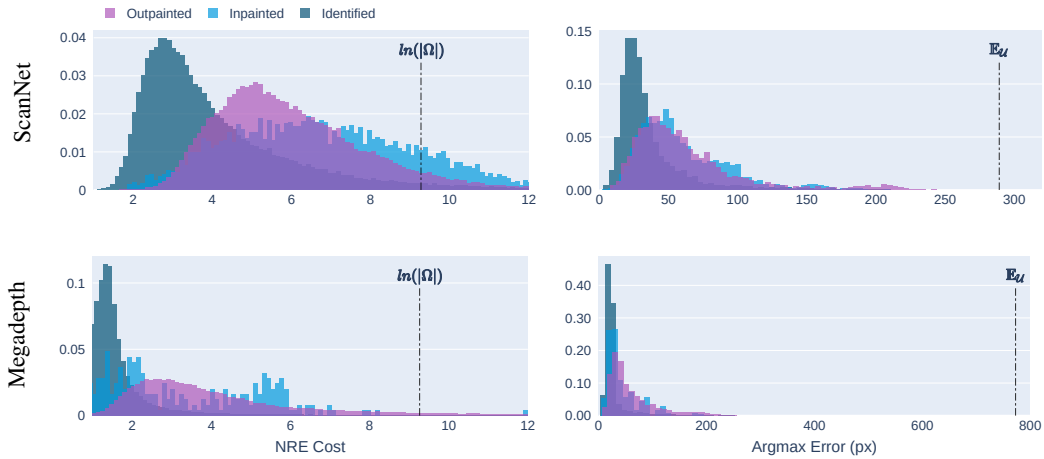 Outpainted Inpainted Identified
ScanNet
0.04
0.03
0.02
0.01
0
ln(|Ω|)
2 4 6 8 10 12
0.15
0.10
0.05
0.00
𝔼𝒰
0 50 100 150 200 250 300
Megadepth
0.1
0.05
0
ln(|Ω|)
2 4 6 8 10 12
NRE Cost
0.40
0.30
0.20
0.10
0.00
𝔼𝒰
0 200 400 600 800
Argmax Error (px)